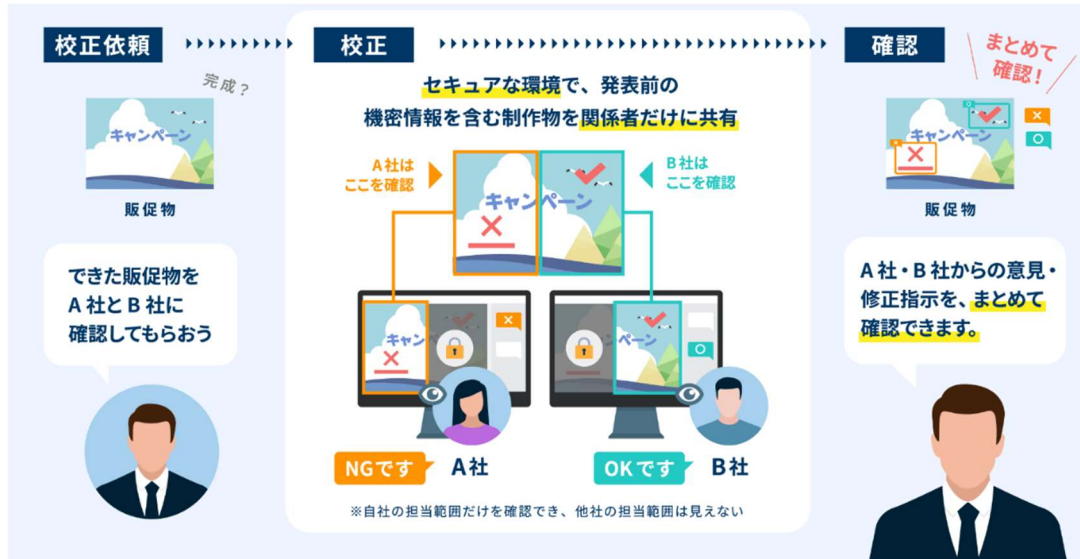 校正依頼
校正
確認
完成?
キャンペーン
販促物
できた販促物を
A社とB社に
確認してもらおう
セキュアな環境で、発表前の
機密情報を含む制作物を関係者だけに共有
A社は
ここを確認
B社は
ここを確認
キャンペーン
キャン
ペーン
NGです
A社
OKです
B社
※自社の担当範囲だけを確認でき、他社の担当範囲は見えない
まとめて
確認!
キャンペーン
販促物
A社・B社からの意見・
修正指示を、まとめて
確認できます。